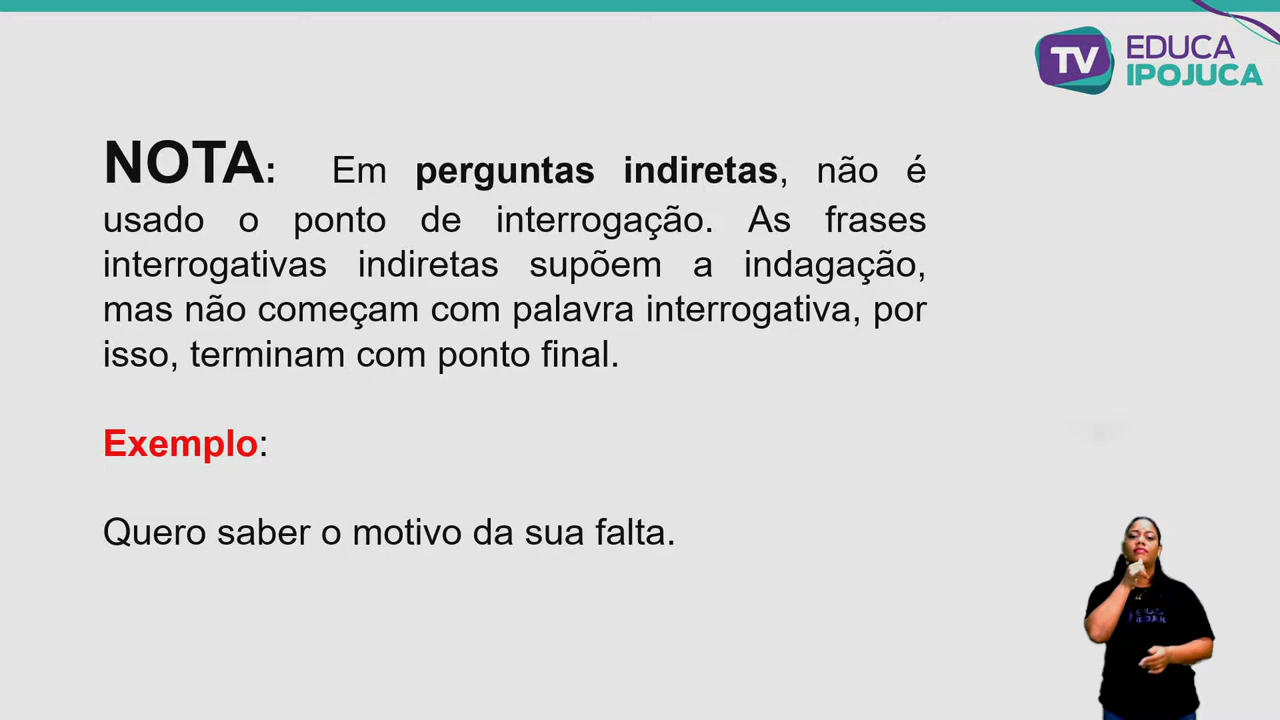 TV EDUCA
IPOJUCA
NOTA: Em perguntas indiretas, não é
usado o ponto de interrogação. As frases
interrogativas indiretas supõem a indagação,
mas não começam com palavra interrogativa, por
isso, terminam com ponto final.
Exemplo:
Quero saber o motivo da sua falta.